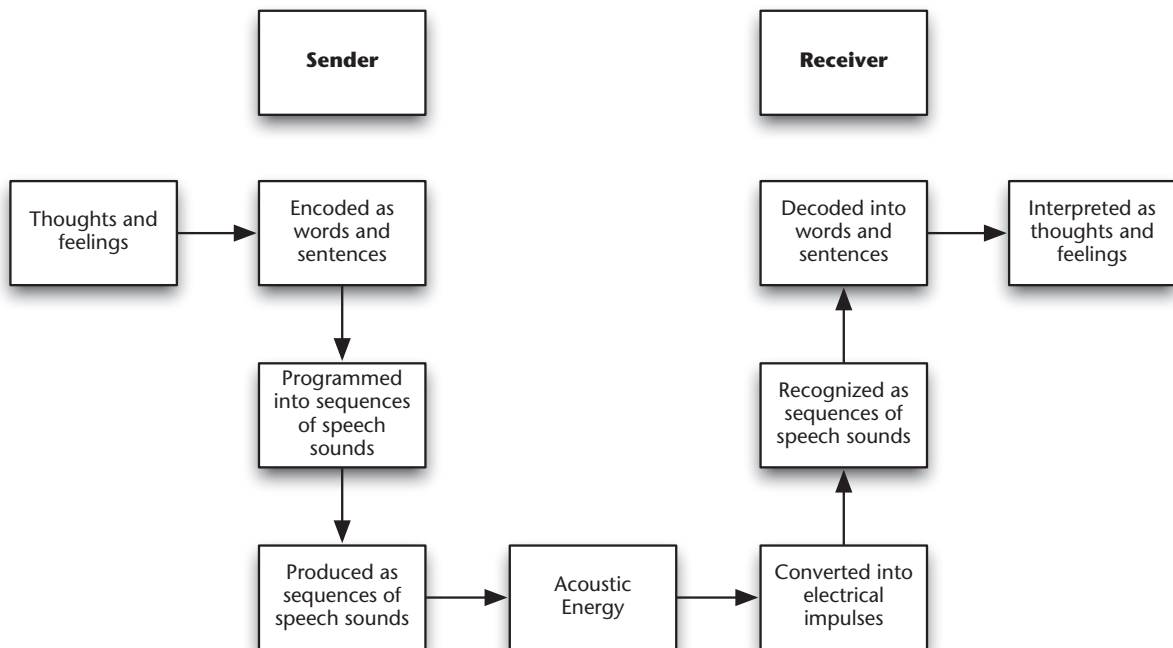 Sender
Receiver
Thoughts and
feelings
Encoded as
words and
sentences
Decoded into
words and
sentences
Interpreted as
thoughts and
feelings
Programmed
into sequences
of speech
sounds
Recognized as
sequences of
speech sounds
Produced as
sequences of
speech sounds
Acoustic
Energy
Converted into
electrical
impulses